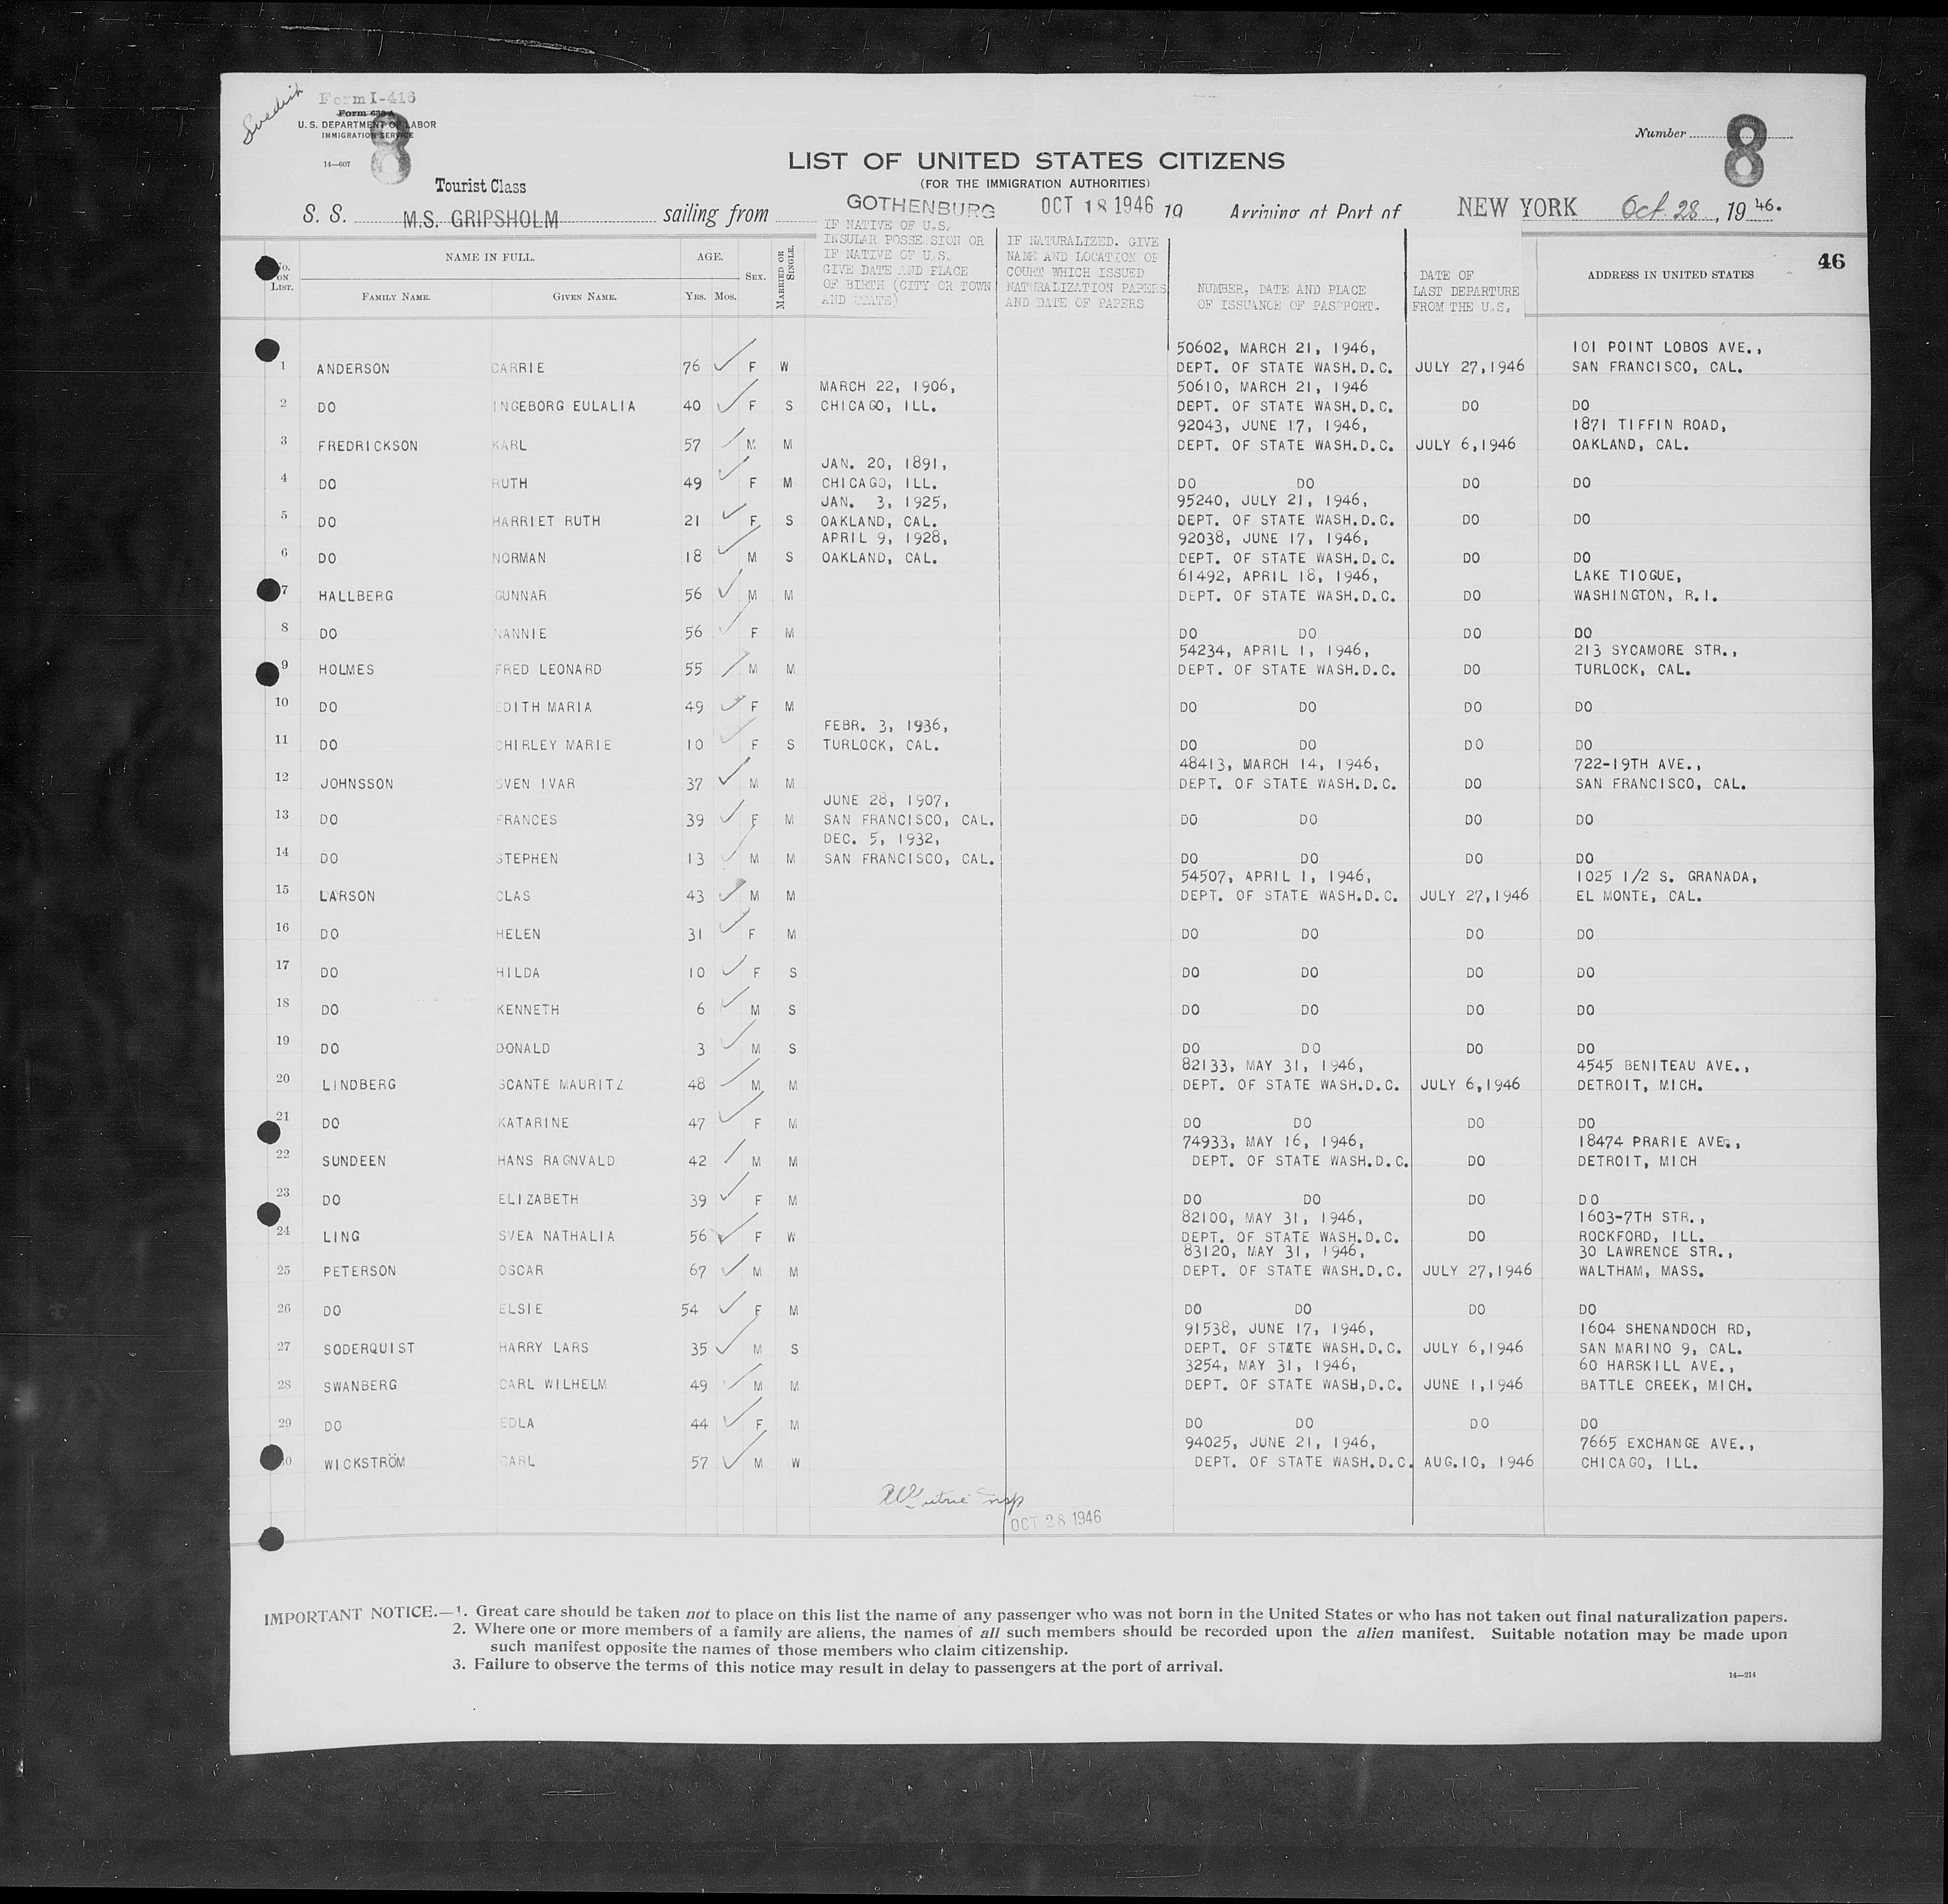 Swedish
Form I-416
Form 630 A
U. S. DEPARTMENT OF LABOR
IMMIGRATION SERVICE
14—607
8
8
Number 8
LIST OF UNITED STATES CITIZENS
(FOR THE IMMIGRATION AUTHORITIES)
Tourist Class
S. S. M.S. GRIPSHOLM sailing from GOTHENBURG OCT 18 1946 19 Arriving at Port of NEW YORK Oct. 28, 1946.
46
No. ON LIST. NAME IN FULL. FAMILY NAME. GIVEN NAME. AGE. YRS. MOS. SEX. MARRIED OR SINGLE.
IF NATIVE OF U.S. INSULAR POSSESSION OR IF NATIVE OF U.S. GIVE DATE AND PLACE OF BIRTH (CITY OR TOWN AND STATE)
IF NATURALIZED, GIVE NAME AND LOCATION OF COURT WHICH ISSUED NATURALIZATION PAPERS AND DATE OF PAPERS
NUMBER, DATE AND PLACE OF ISSUANCE OF PASSPORT.
DATE OF LAST DEPARTURE FROM THE U.S,
ADDRESS IN UNITED STATES
50602, MARCH 21, 1946, 101 POINT LOBOS AVE.,
1 ANDERSON CARRIE 76 F W DEPT. OF STATE WASH.D.C. JULY 27,1946 SAN FRANCISCO, CAL.
MARCH 22, 1906, 50610, MARCH 21, 1946
2 DO INGEBORG EULALIA 40 F S CHICAGO, ILL. DEPT. OF STATE WASH.D.C. DO DO
92043, JUNE 17, 1946, 1871 TIFFIN ROAD,
3 FREDRICKSON KARL 57 M M DEPT. OF STATE WASH.D.C. JULY 6,1946 OAKLAND, CAL.
JAN. 20, 1891,
4 DO RUTH 49 F M CHICAGO, ILL. DO DO DO DO
JAN. 3, 1925, 95240, JULY 21, 1946,
5 DO HARRIET RUTH 21 F S OAKLAND, CAL. DEPT. OF STATE WASH.D.C. DO DO
APRIL 9, 1928, 92038, JUNE 17, 1946,
6 DO NORMAN 18 M S OAKLAND, CAL. DEPT. OF STATE WASH.D.C. DO DO
61492, APRIL 18, 1946, LAKE TIOGUE,
7 HALLBERG GUNNAR 56 M M DEPT. OF STATE WASH.D.C. DO WASHINGTON, R.I.
8 DO NANNIE 56 F M DO DO DO DO
54234, APRIL 1, 1946, 213 SYCAMORE STR.,
9 HOLMES FRED LEONARD 55 M M DEPT. OF STATE WASH.D.C. DO TURLOCK, CAL.
10 DO EDITH MARIA 49 F M DO DO DO DO
FEBR. 3, 1936,
11 DO CHIRLEY MARIE 10 F S TURLOCK, CAL. DO DO DO DO
48413, MARCH 14, 1946, 722-19TH AVE.,
12 JOHNSSON SVEN IVAR 37 M M DEPT. OF STATE WASH.D.C. DO SAN FRANCISCO, CAL.
JUNE 28, 1907,
13 DO FRANCES 39 F M SAN FRANCISCO, CAL. DO DO DO DO
DEC. 5, 1932,
14 DO STEPHEN 13 M M SAN FRANCISCO, CAL. DO DO DO DO
54507, APRIL 1, 1946, 1025 1/2 S. GRANADA,
15 LARSON CLAS 43 M M DEPT. OF STATE WASH.D.C. JULY 27,1946 EL MONTE, CAL.
16 DO HELEN 31 F M DO DO DO DO
17 DO HILDA 10 F S DO DO DO DO
18 DO KENNETH 6 M S DO DO DO DO
19 DO DONALD 3 M S DO DO DO DO
82133, MAY 31, 1946, 4545 BENITEAU AVE.,
20 LINDBERG SCANTE MAURITZ 48 M M DEPT. OF STATE WASH.D.C. JULY 6,1946 DETROIT, MICH.
21 DO KATARINE 47 F M DO DO DO DO
74933, MAY 16, 1946, 18474 PRARIE AVE.,
22 SUNDEEN HANS RAGNVALD 42 M M DEPT. OF STATE WASH.D.C. DO DETROIT, MICH
23 DO ELIZABETH 39 F M DO DO DO DO
82100, MAY 31, 1946, 1603-7TH STR.,
24 LING SVEA NATHALIA 56 F W DEPT. OF STATE WASH.D.C. DO ROCKFORD, ILL.
83120, MAY 31, 1946, 30 LAWRENCE STR.,
25 PETERSON OSCAR 67 M M DEPT. OF STATE WASH.D.C. JULY 27,1946 WALTHAM, MASS.
26 DO ELSIE 54 F M DO DO DO DO
91538, JUNE 17, 1946, 1604 SHENANDOCH RD,
27 SODERQUIST HARRY LARS 35 M S DEPT. OF STATE WASH.D.C. JULY 6,1946 SAN MARINO 9, CAL.
3254, MAY 31, 1946, 60 HARSKILL AVE.,
28 SWANBERG CARL WILHELM 49 M M DEPT. OF STATE WASH,D.C. JUNE 1,1946 BATTLE CREEK, MICH.
29 DO EDLA 44 F M DO DO DO DO
94025, JUNE 21, 1946, 7665 EXCHANGE AVE.,
30 WICKSTRÖM CARL 57 M W DEPT. OF STATE WASH.D.C. AUG.10, 1946 CHICAGO, ILL.
Insp
OCT 28 1946
IMPORTANT NOTICE.—1. Great care should be taken not to place on this list the name of any passenger who was not born in the United States or who has not taken out final naturalization papers.
2. Where one or more members of a family are aliens, the names of all such members should be recorded upon the alien manifest. Suitable notation may be made upon
such manifest opposite the names of those members who claim citizenship.
3. Failure to observe the terms of this notice may result in delay to passengers at the port of arrival.
14—214